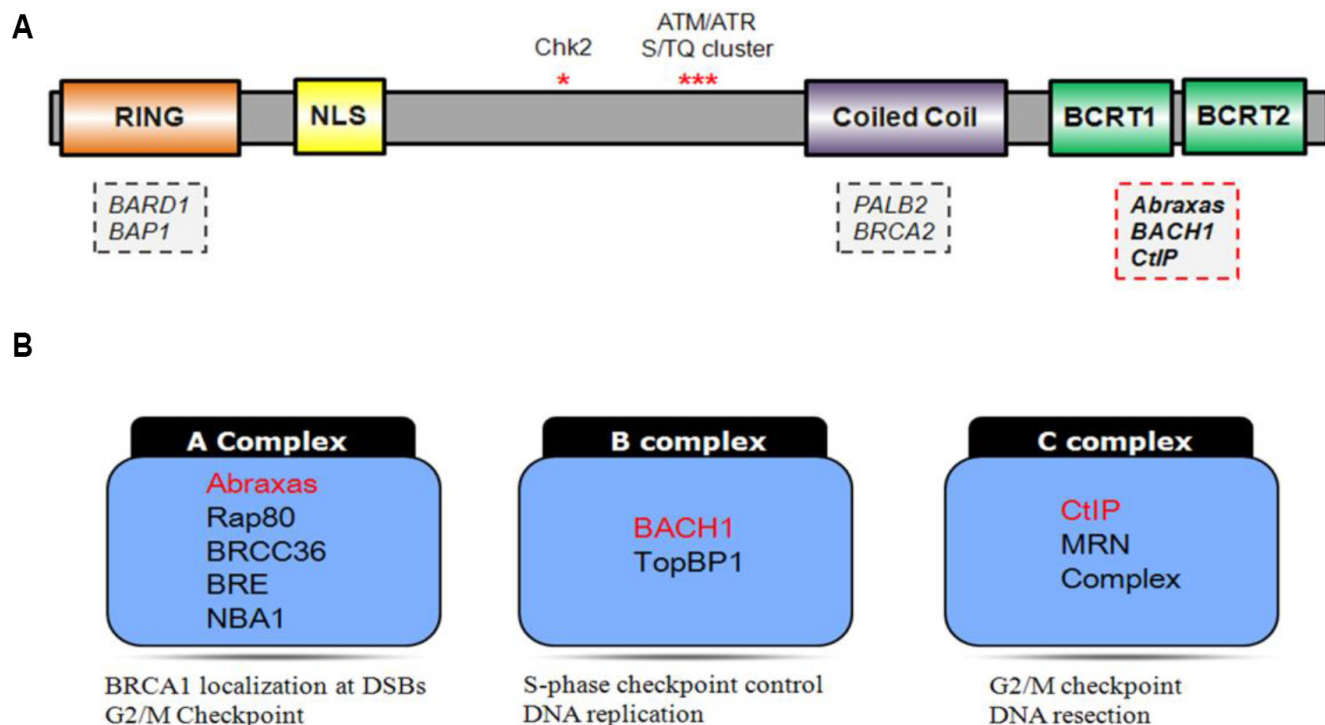 A
Chk2
ATM/ATR
S/TQ cluster
*
***
RING
NLS
Coiled Coil
BCRT1
BCRT2
BARD1
BAP1
PALB2
BRCA2
Abraxas
BACH1
CtIP
B
A Complex
Abraxas
Rap80
BRCC36
BRE
NBA1
BRCA1 localization at DSBs
G2/M Checkpoint
B complex
BACH1
TopBP1
S-phase checkpoint control
DNA replication
C complex
CtIP
MRN
Complex
G2/M checkpoint
DNA resection